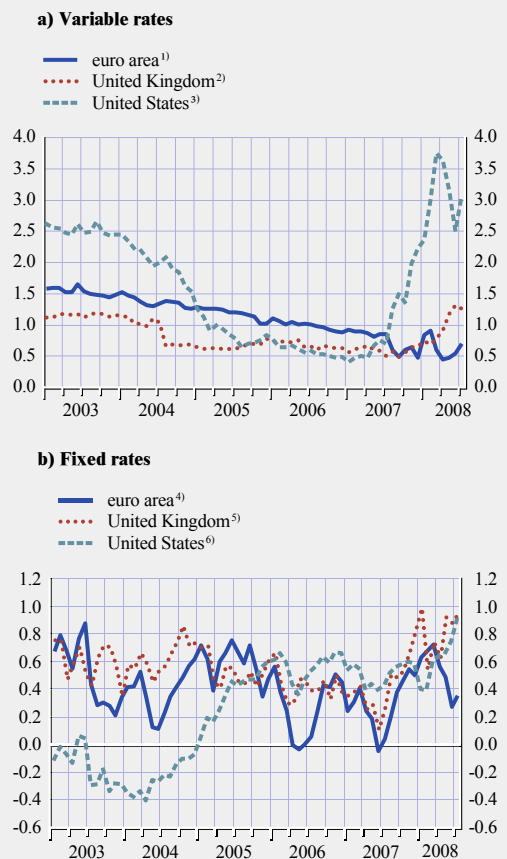 a) Variable rates
euro area1)
United Kingdom2)
United States3)
4.0 4.0
3.5 3.5
3.0 3.0
2.5 2.5
2.0 2.0
1.5 1.5
1.0 1.0
0.5 0.5
0.0 0.0
2003 2004 2005 2006 2007 2008
b) Fixed rates
euro area4)
United Kingdom5)
United States6)
1.2 1.2
1.0 1.0
0.8 0.8
0.6 0.6
0.4 0.4
0.2 0.2
0.0 0.0
-0.2 -0.2
-0.4 -0.4
-0.6 -0.6
2003 2004 2005 2006 2007 2008